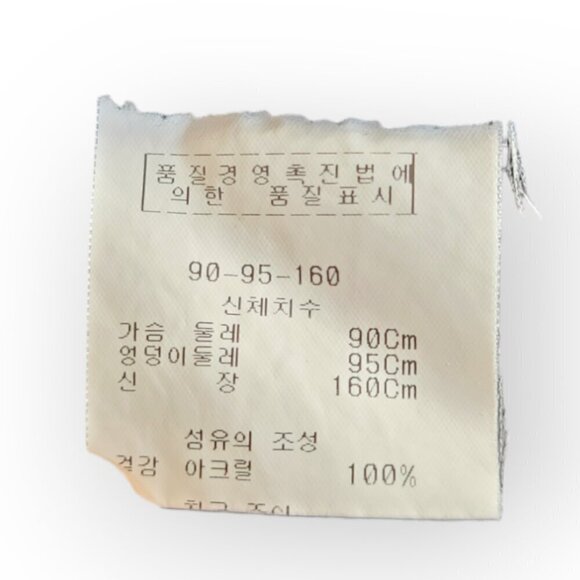 품질경영촉진법에
의한 품질표시
90-95-160
신체치수
가슴 둘레 90Cm
엉덩이둘레 95Cm
신 장 160Cm
섬유의 조성
겉감 아크릴 100%